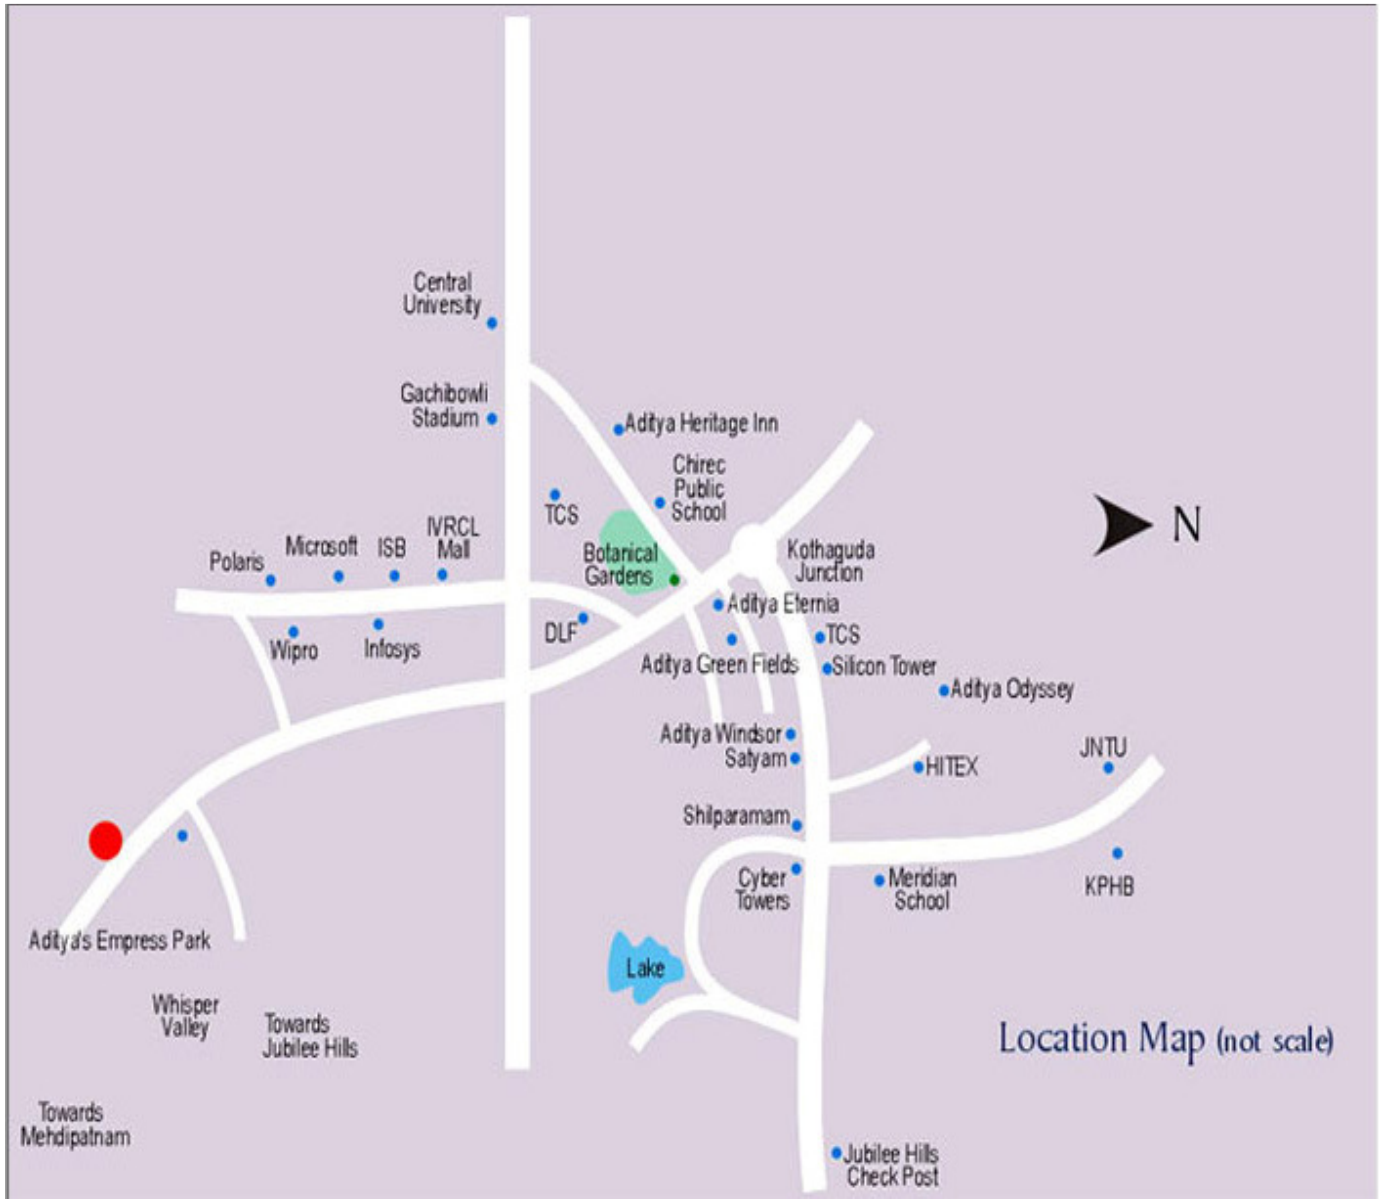 Central
University
Gachibowli
Stadium
Aditya Heritage Inn
Chirec
Public
School
TCS
IVRCL
Mall
ISB
Microsoft
Polaris
Botanical
Gardens
N
Kothaguda
Junction
Aditya Eternia
DLF
TCS
Infosys
Wipro
Aditya Green Fields
Silicon Tower
Aditya Odyssey
Aditya Windsor
Satyam
HITEX
JNTU
Shilparamam
Cyber
Towers
Meridian
School
KPHB
Aditya's Empress Park
Lake
Whisper
Valley
Towards
Jubilee Hills
Location Map (not scale)
Towards
Mehdipatnam
Jubilee Hills
Check Post